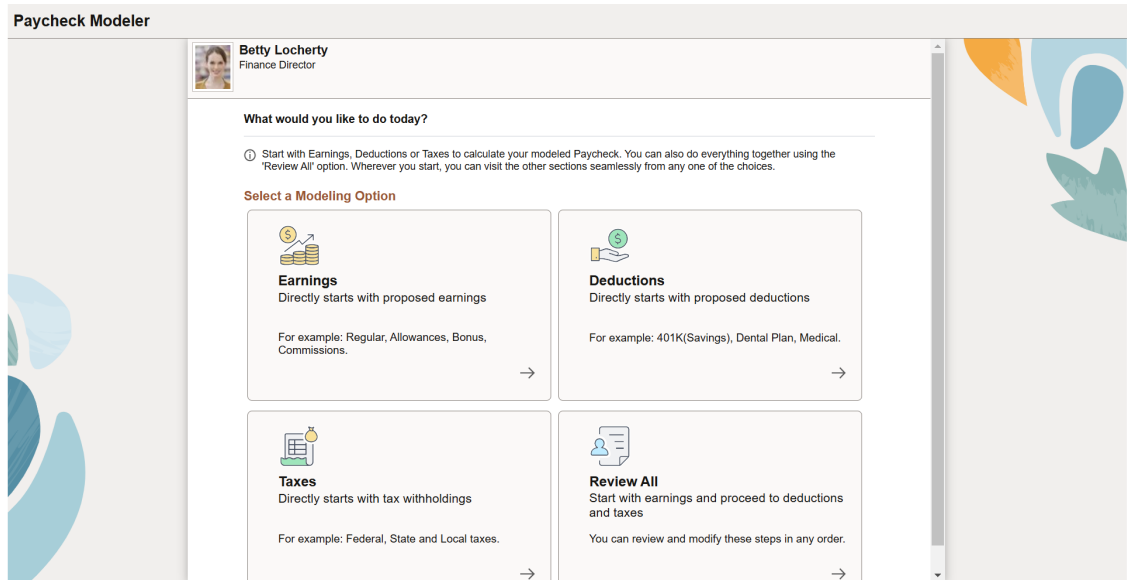 Paycheck Modeler
Betty Locherty
Finance Director
What would you like to do today?
Start with Earnings, Deductions or Taxes to calculate your modeled Paycheck. You can also do everything together using the
'Review All' option. Wherever you start, you can visit the other sections seamlessly from any one of the choices.
Select a Modeling Option
Earnings
Directly starts with proposed earnings
For example: Regular, Allowances, Bonus,
Commissions.
Deductions
Directly starts with proposed deductions
For example: 401K(Savings), Dental Plan, Medical.
Taxes
Directly starts with tax withholdings
For example: Federal, State and Local taxes.
Review All
Start with earnings and proceed to deductions
and taxes
You can review and modify these steps in any order.